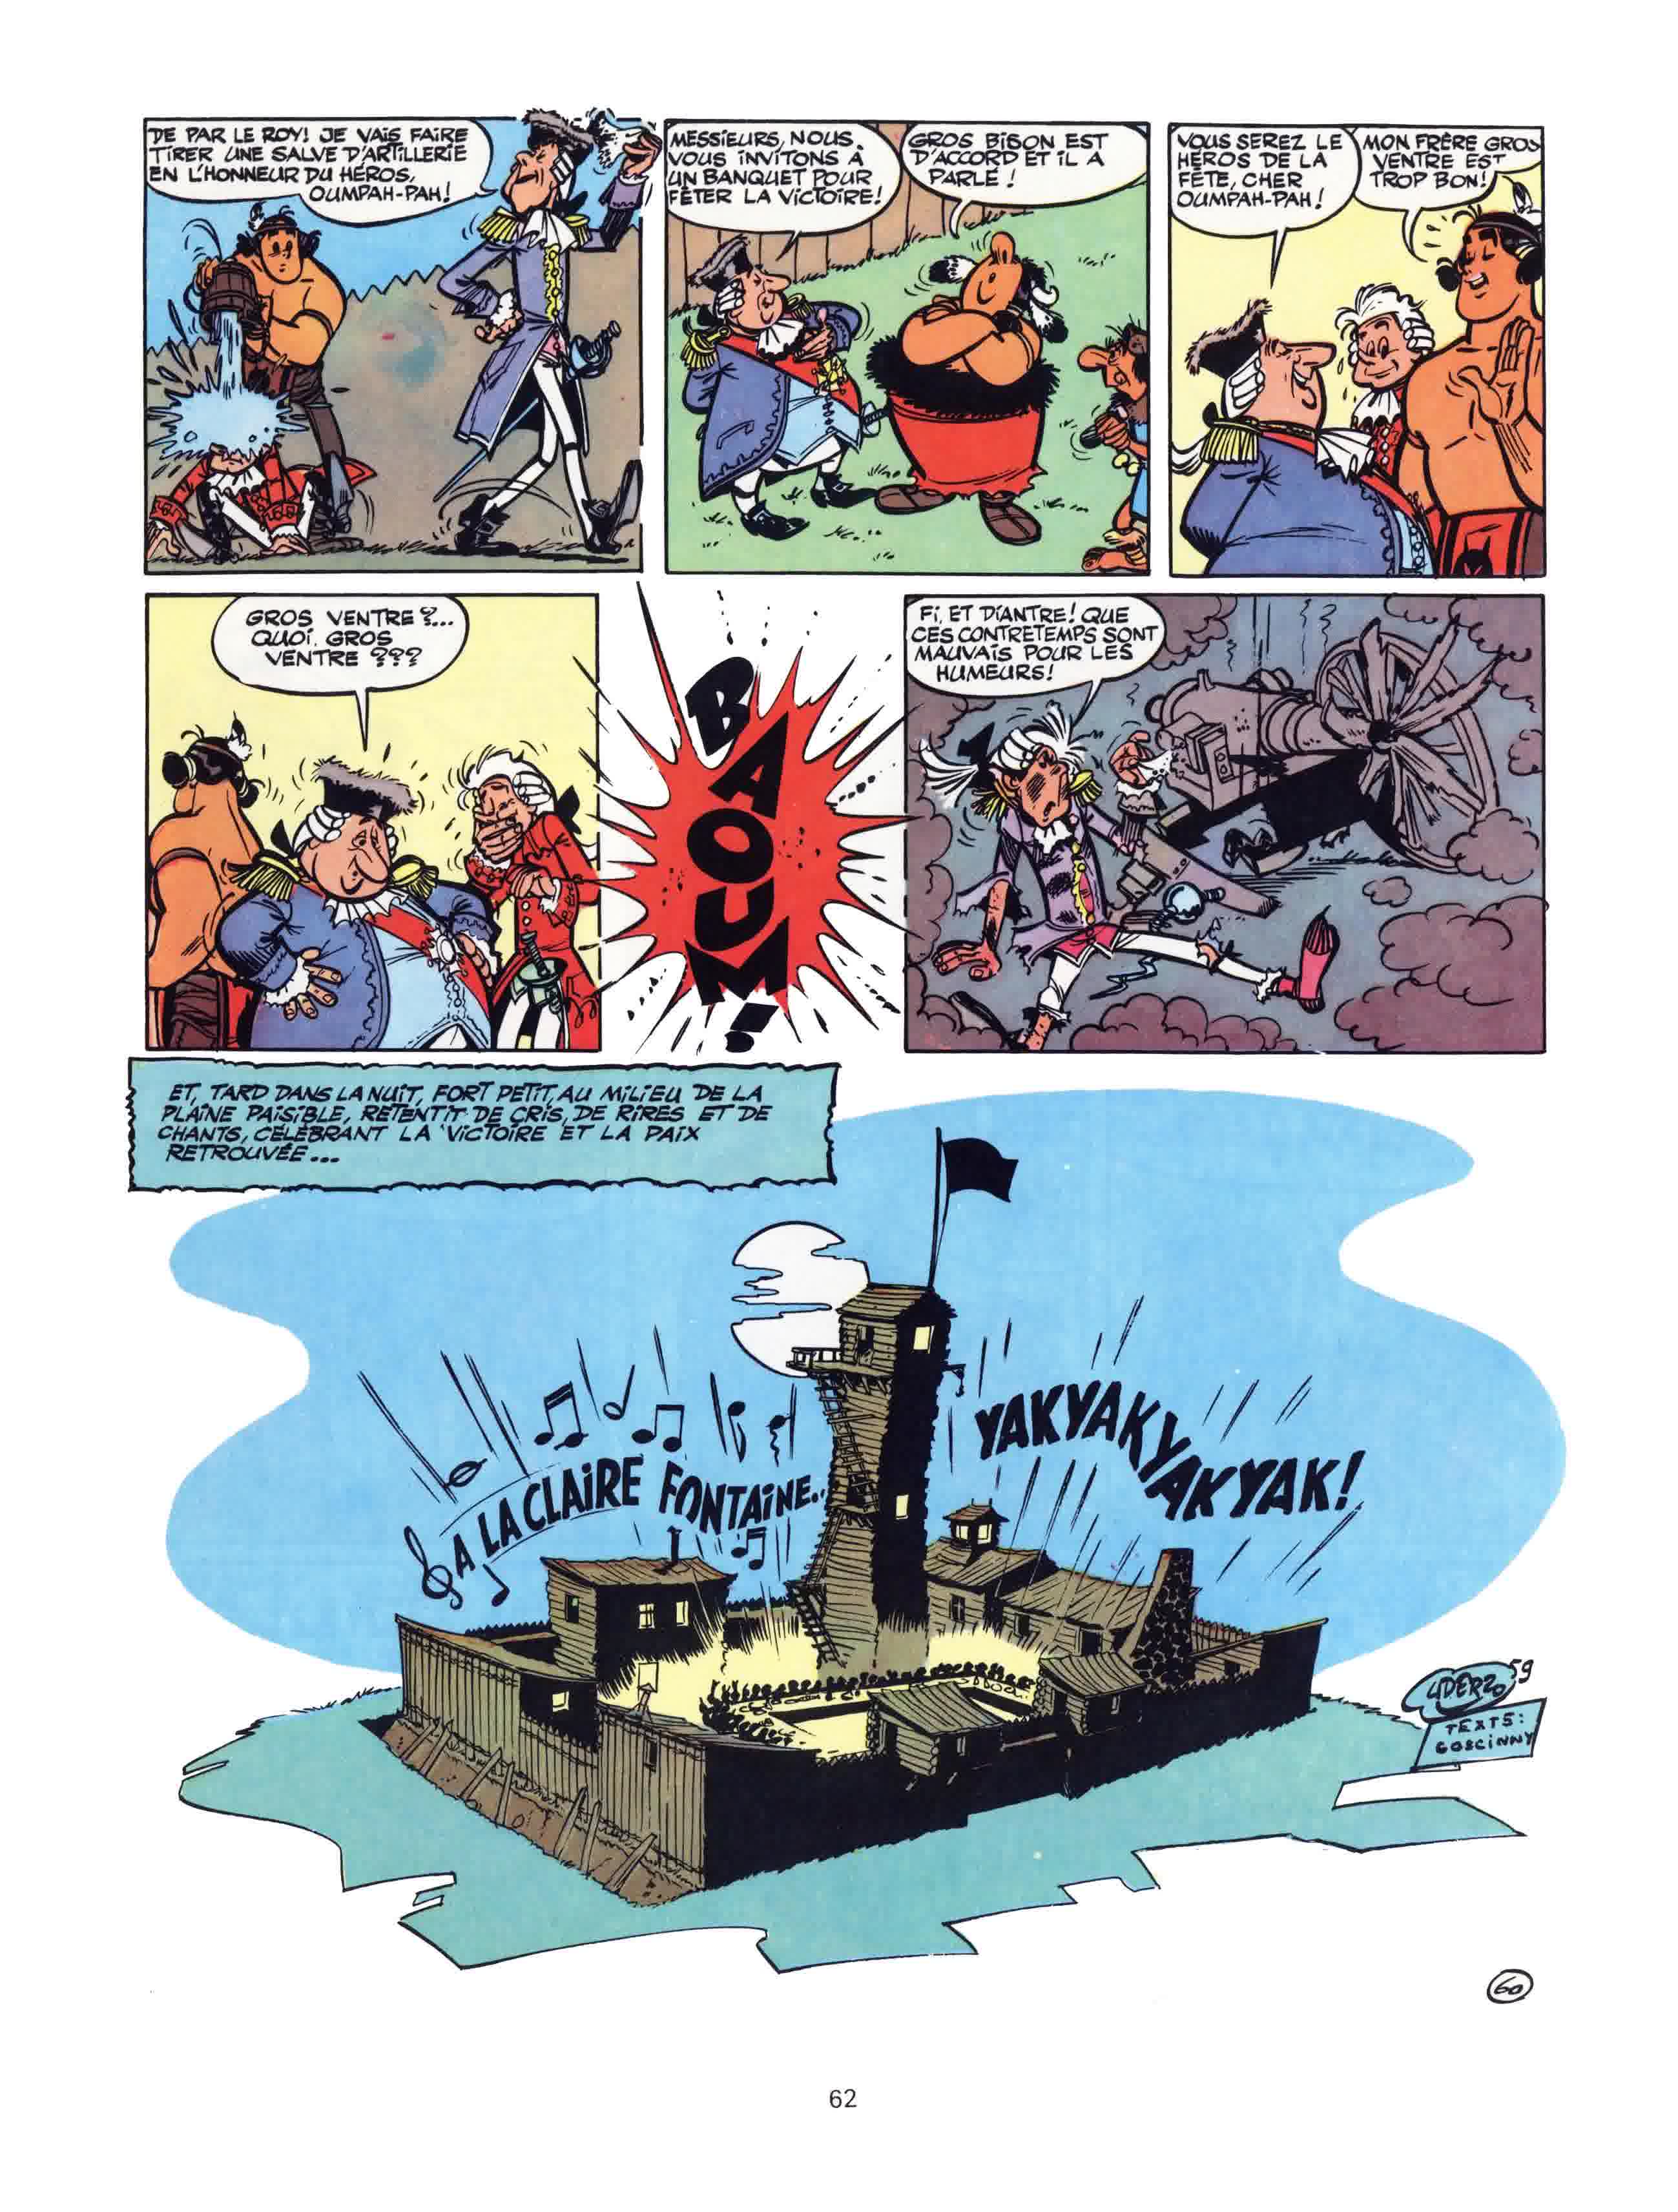 DE PAR LE ROY! JE VAIS FAIRE
TIRER UNE SALVE D'ARTILLERIE
EN L'HONNEUR DU HÉROS,
OUMPAH-PAH!
MESSIEURS, NOUS
VOUS INVITONS À
UN BANQUET POUR
FÊTER LA VICTOIRE!
GROS BISON EST
D'ACCORD ET IL A
PARLÉ!
VOUS SEREZ LE
HÉROS DE LA
FÊTE, CHER
OUMPAH-PAH!
MON FRÈRE GROS
VENTRE EST
TROP BON!
GROS VENTRE?...
QUOI, GROS
VENTRE???
BAOUM!
FI, ET DIANTRE! QUE
CES CONTRETEMPS SONT
MAUVAIS POUR LES
HUMEURS!
ET, TARD DANS LA NUIT, FORT PETIT, AU MILIEU DE LA
PLAINE PAISIBLE, RETENTIT DE CRIS, DE RIRES ET DE
CHANTS, CÉLÉBRANT LA VICTOIRE ET LA PAIX
RETROUVÉE...
A LA CLAIRE FONTAINE..
YAKYAKYAKYAK!
UDERZO 59
TEXTS:
GOSCINNY
60
62